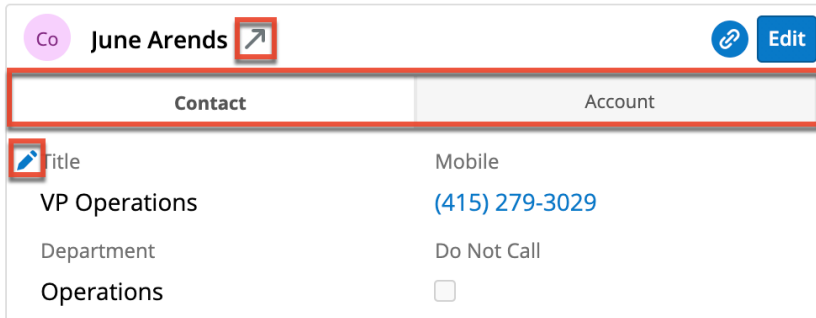 Co June Arends Edit
Contact Account
Title Mobile
VP Operations (415) 279-3029
Department Do Not Call
Operations